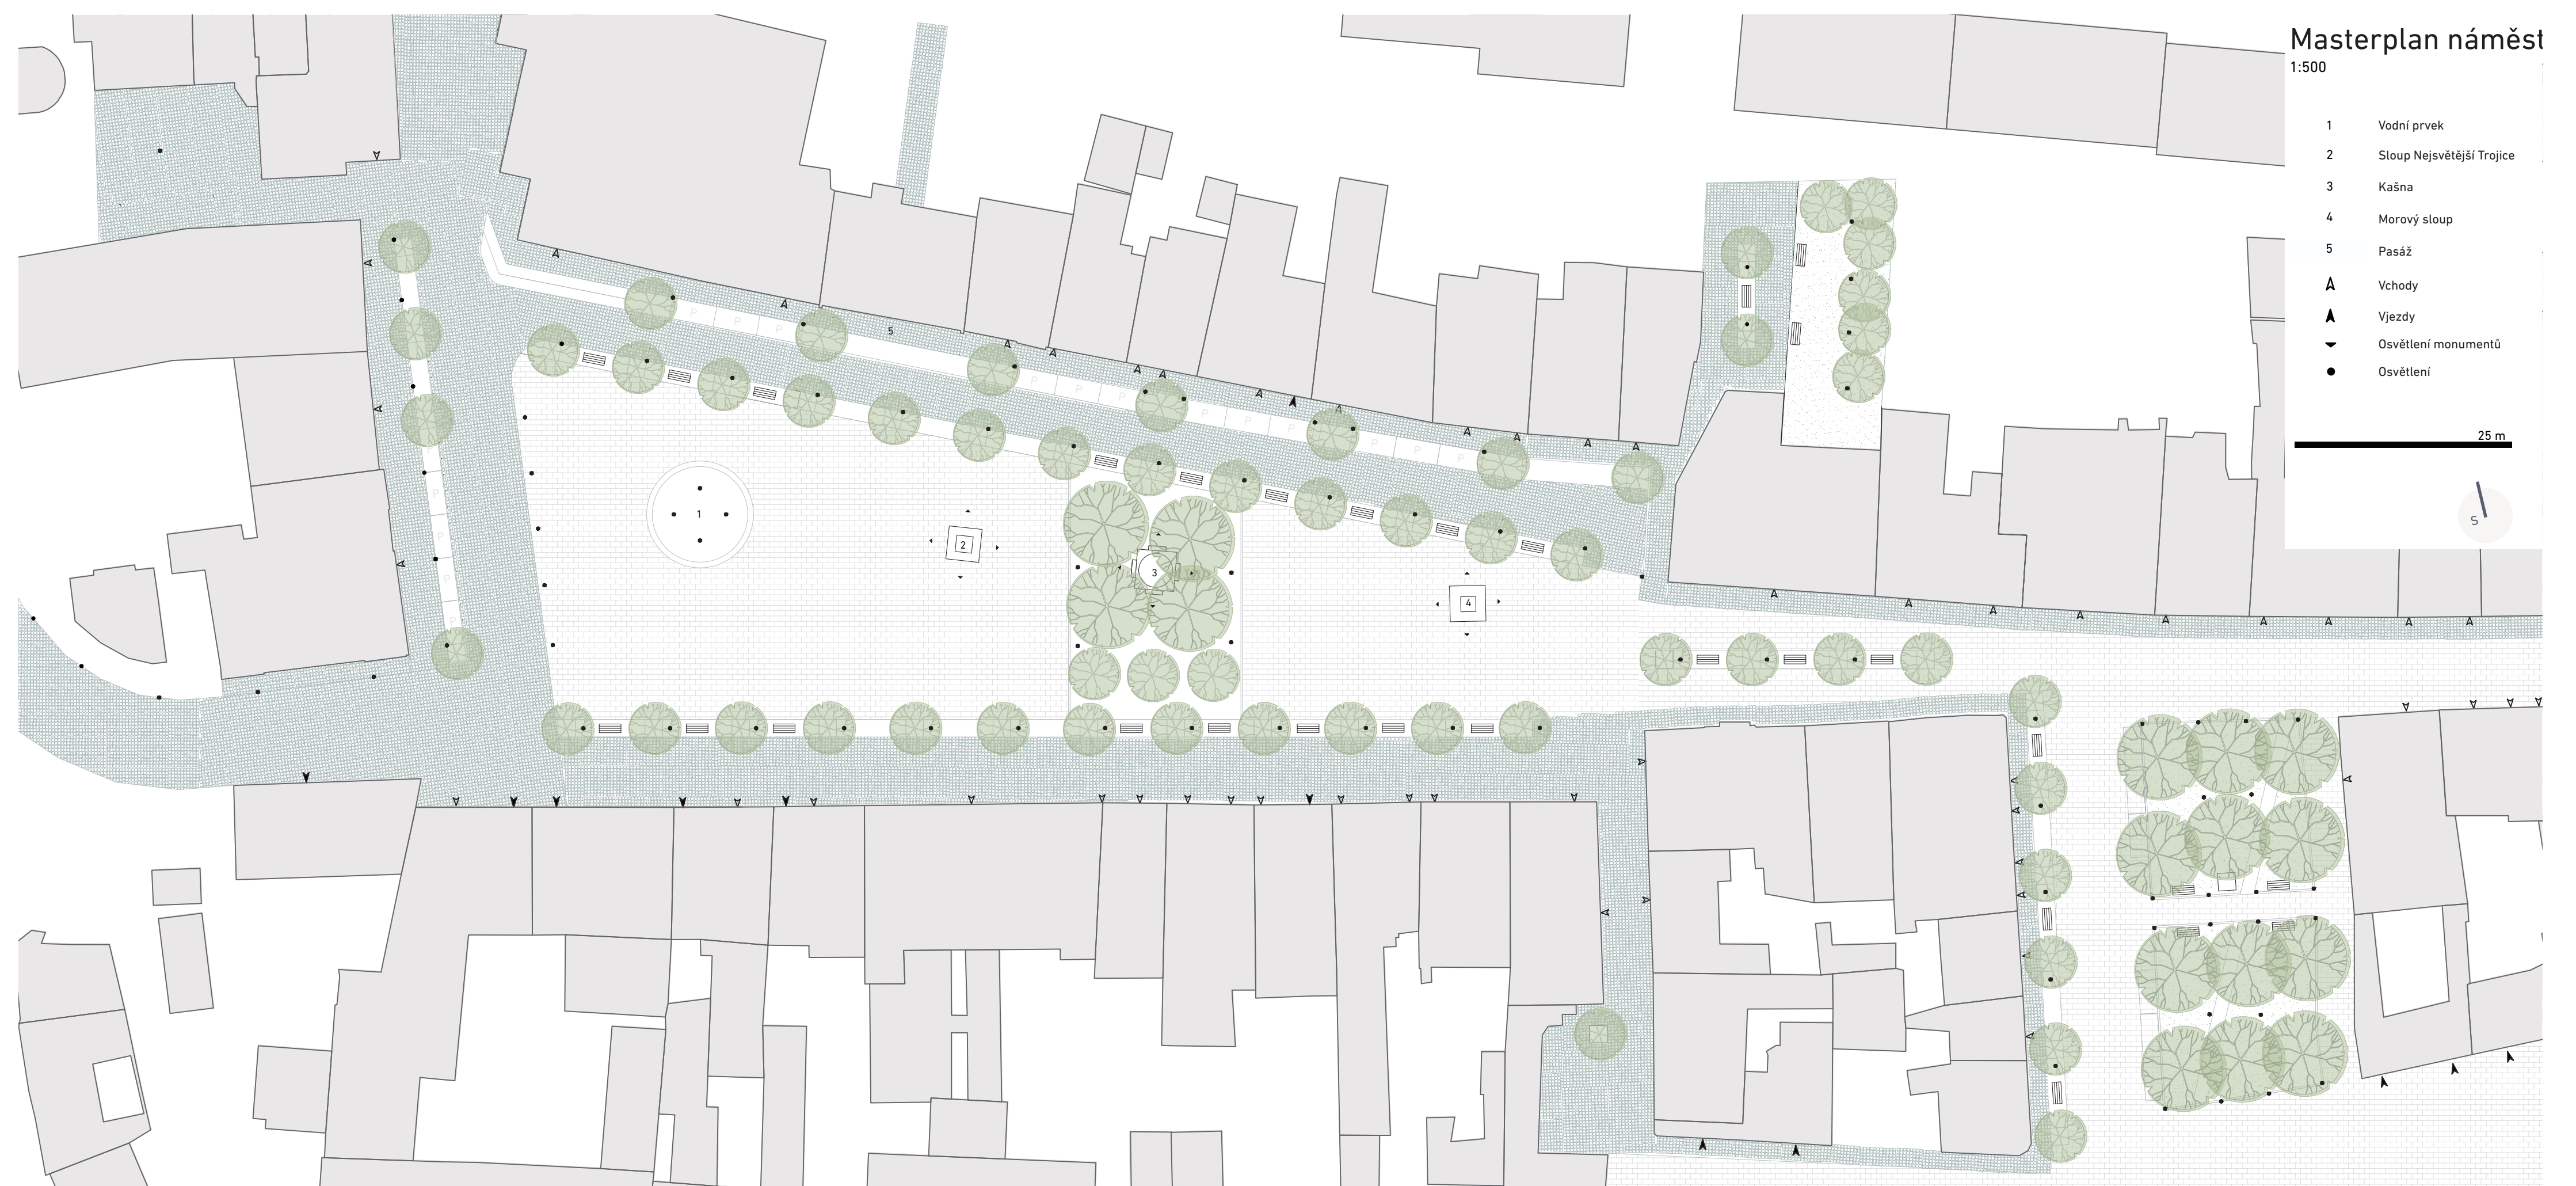 Masterplan náměst
1:500
1 Vodní prvek
2 Sloup Nejsvětější Trojice
3 Kašna
4 Morový sloup
5 Pasáž
Vchody
Vjezdy
Osvětlení monumentů
Osvětlení
25 m
S
P P P
5
P P P
P P P
P P P
P
P
P
P
1
2
3
4